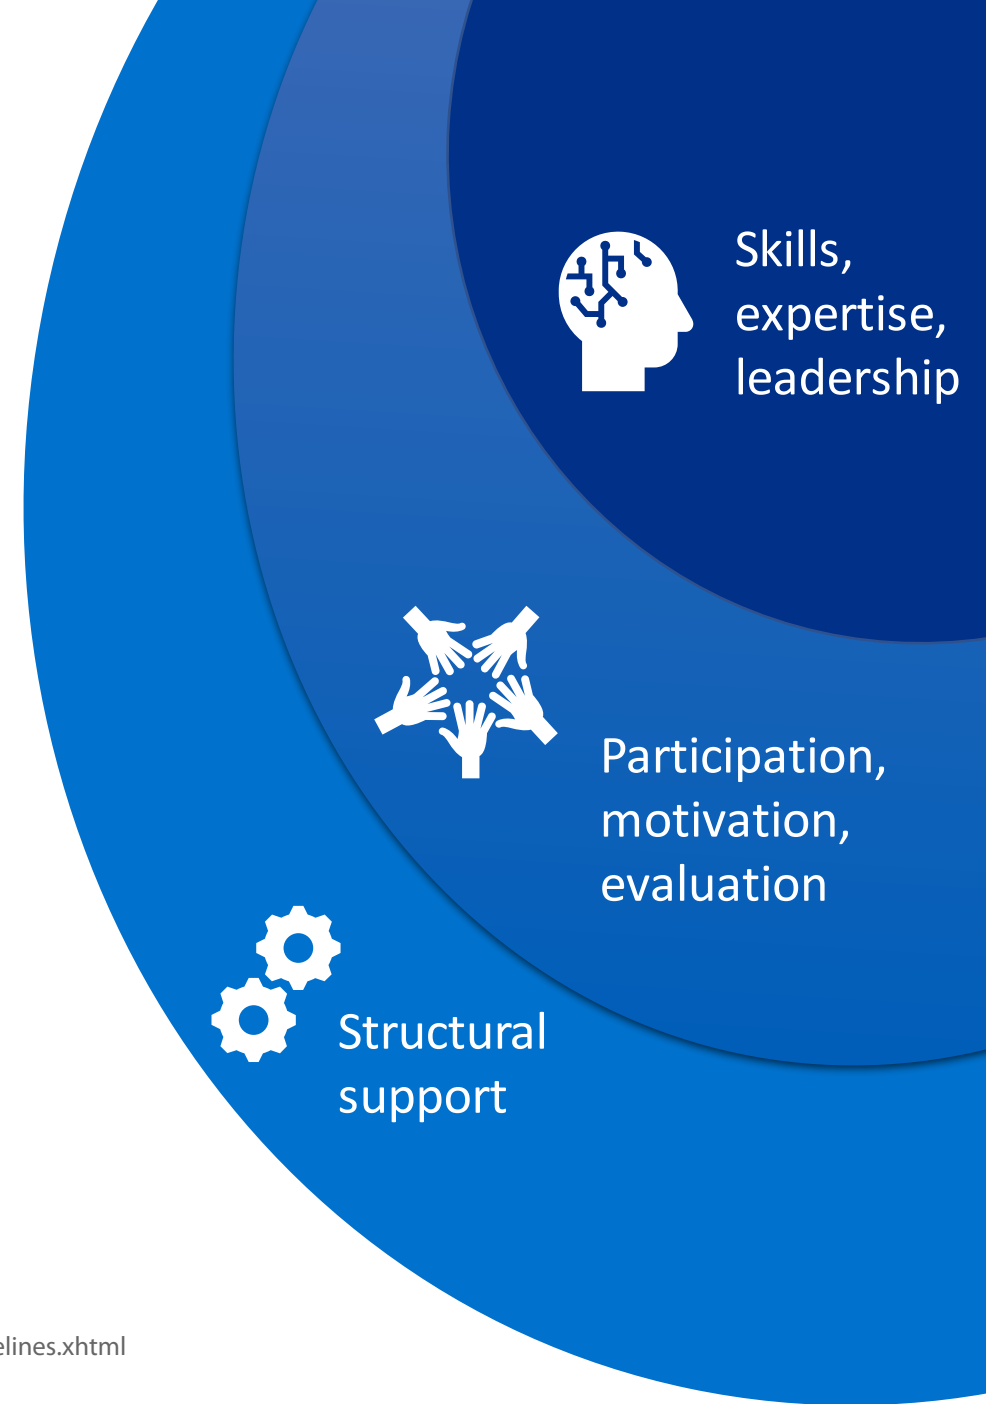 Skills,
expertise,
leadership
Participation,
motivation,
evaluation
Structural
support
elines.xhtml